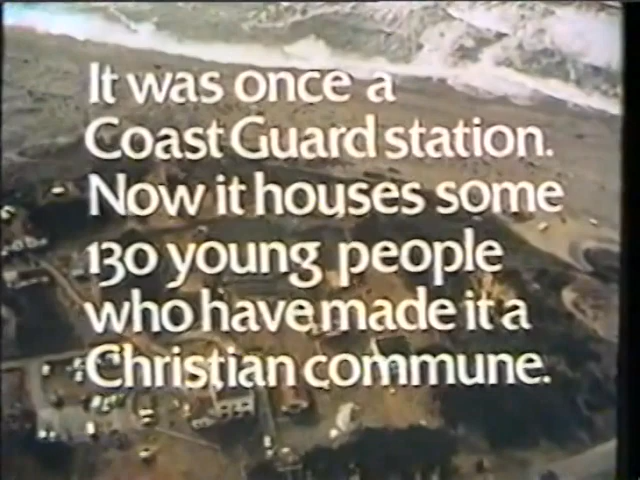 It was once a
Coast Guard station.
Now it houses some
130 young people
who have made it a
Christian commune.